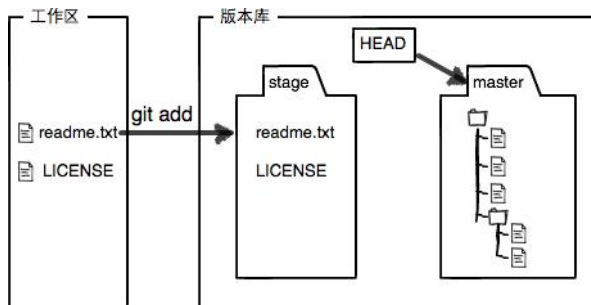 工作区
版本库
HEAD
stage
master
git add
readme.txt
readme.txt
LICENSE
LICENSE